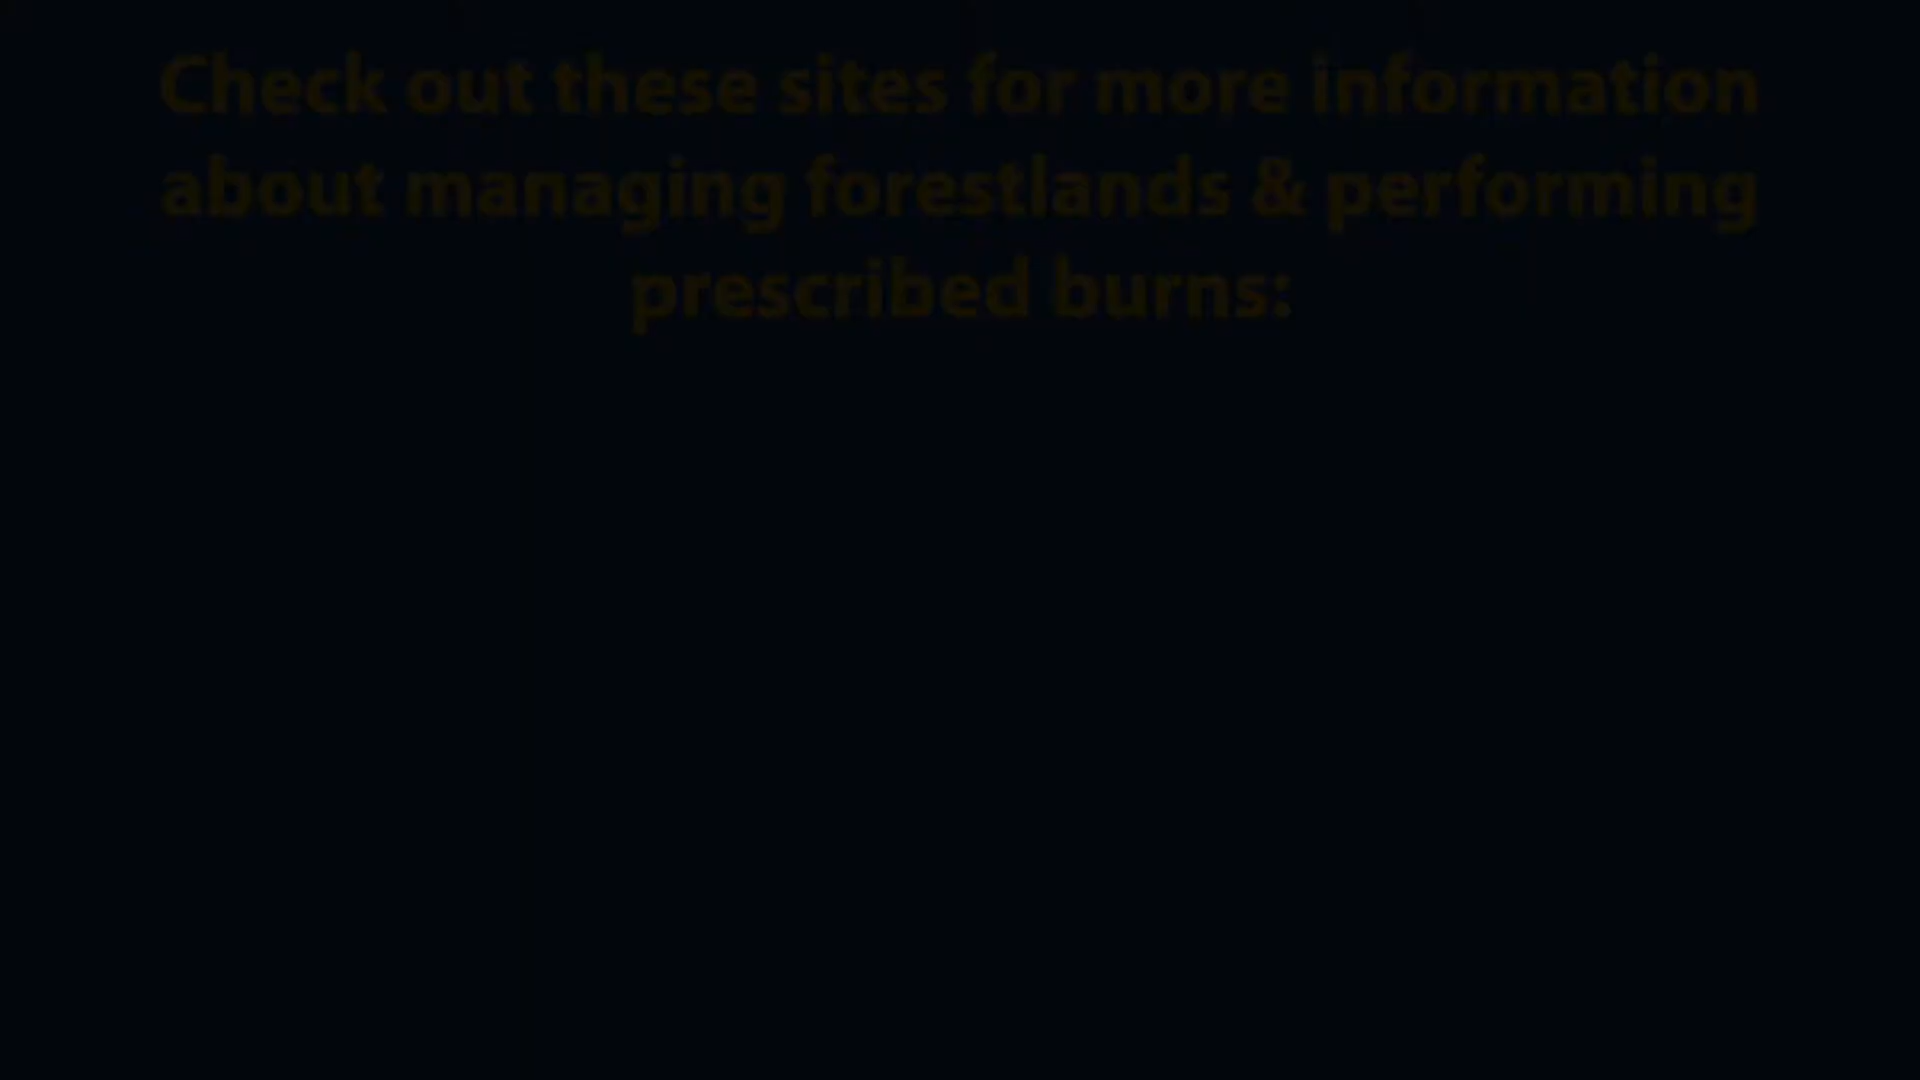 Check out these sites for more information
about managing forestlands & performing
prescribed burns: